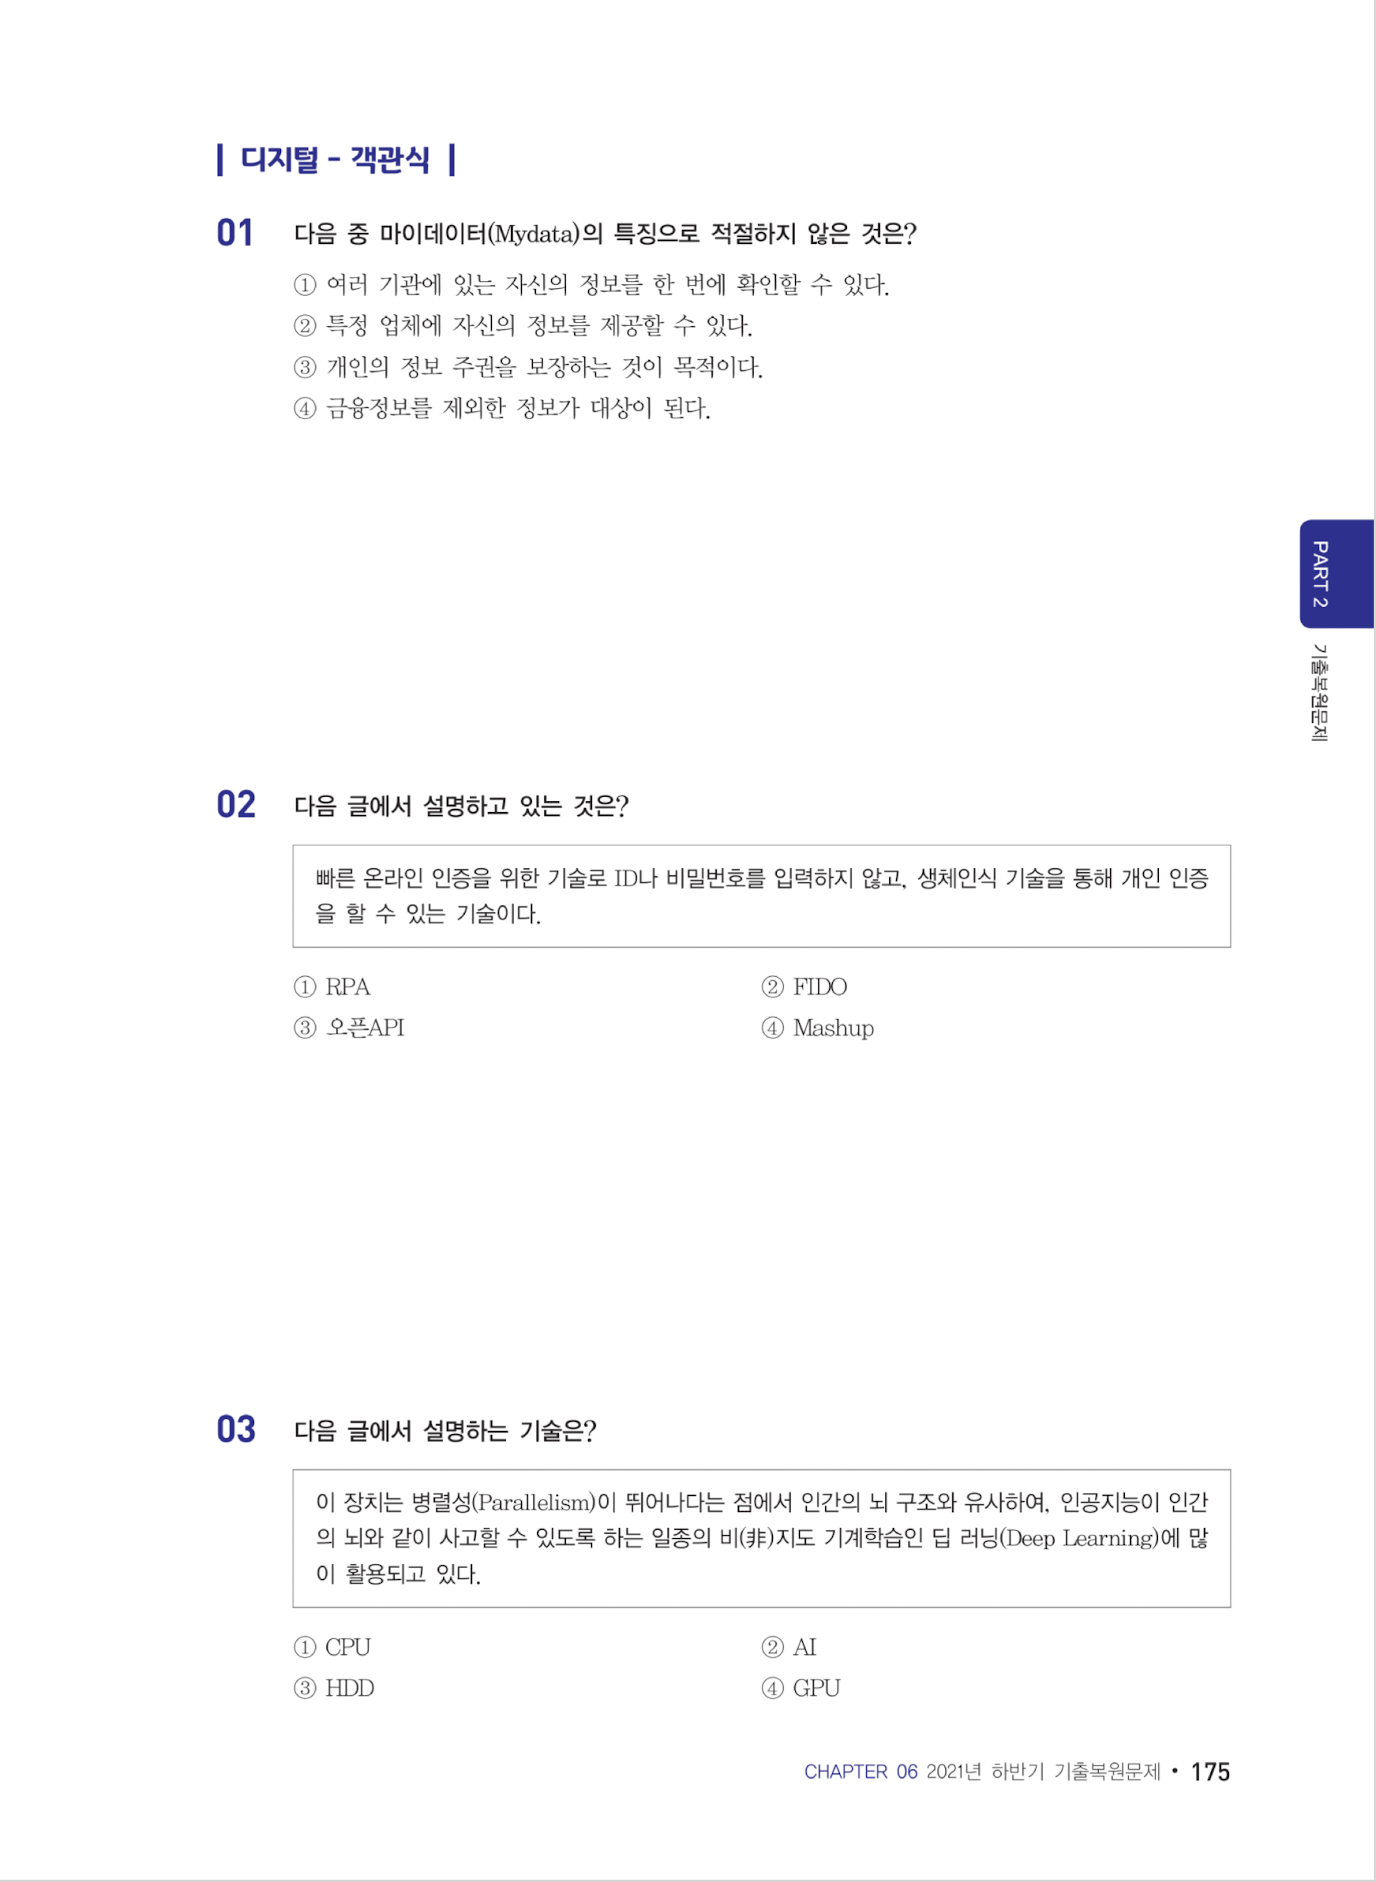 디지털 - 객관식
01 다음 중 마이데이터(Mydata)의 특징으로 적절하지 않은 것은?
① 여러 기관에 있는 자신의 정보를 한 번에 확인할 수 있다.
② 특정 업체에 자신의 정보를 제공할 수 있다.
③ 개인의 정보 주권을 보장하는 것이 목적이다.
④ 금융정보를 제외한 정보가 대상이 된다.
PART 2
기출복원문제
02 다음 글에서 설명하고 있는 것은?
빠른 온라인 인증을 위한 기술로 ID나 비밀번호를 입력하지 않고, 생체인식 기술을 통해 개인 인증
을 할 수 있는 기술이다.
① RPA ② FIDO
③ 오픈API ④ Mashup
03 다음 글에서 설명하는 기술은?
이 장치는 병렬성(Parallelism)이 뛰어나다는 점에서 인간의 뇌 구조와 유사하여, 인공지능이 인간
의 뇌와 같이 사고할 수 있도록 하는 일종의 비(非)지도 기계학습인 딥 러닝(Deep Learning)에 많
이 활용되고 있다.
① CPU ② AI
③ HDD ④ GPU
CHAPTER 06 2021년 하반기 기출복원문제 • 175